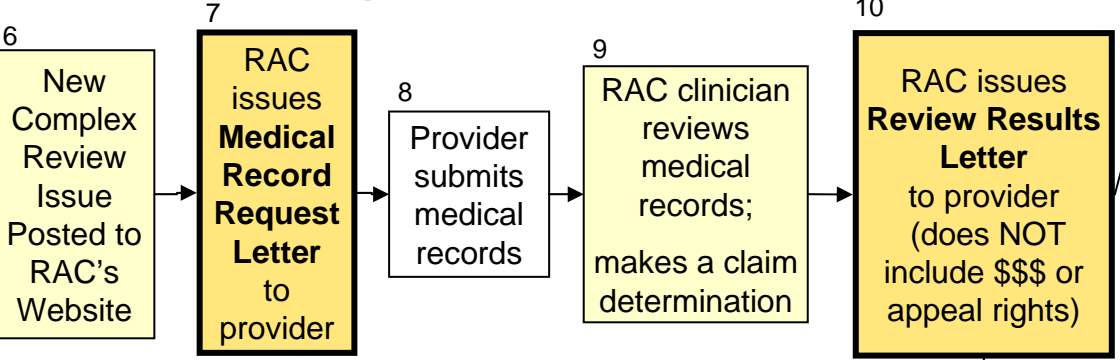 6
New
Complex
Review
Issue
Posted to
RAC's
Website
7
RAC
issues
Medical
Record
Request
Letter
to
provider
8
Provider
submits
medical
records
9
RAC clinician
reviews
medical
records;
makes a claim
determination
10
RAC issues
Review Results
Letter
to provider
(does NOT
include $$$ or
appeal rights)